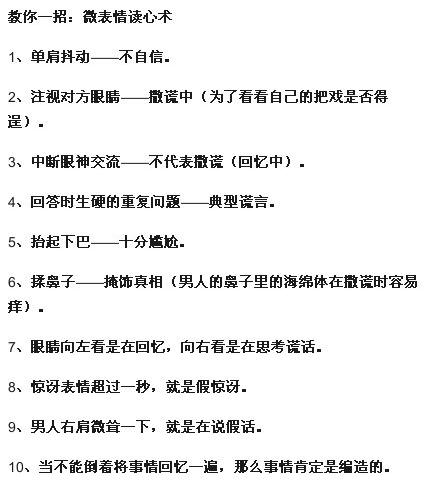 教你一招：微表情读心术
1、单肩抖动——不自信。
2、注视对方眼睛——撒谎中（为了看看自己的把戏是否得
逞）。
3、中断眼神交流——不代表撒谎（回忆中）。
4、回答时生硬的重复问题——典型谎言。
5、抬起下巴——十分尴尬。
6、揉鼻子——掩饰真相（男人的鼻子里的海绵体在撒谎时容易
痒）。
7、眼睛向左看是在回忆，向右看是在思考谎话。
8、惊讶表情超过一秒，就是假惊讶。
9、男人右肩微耸一下，就是在说假话。
10、当不能倒着将事情回忆一遍，那么事情肯定是编造的。